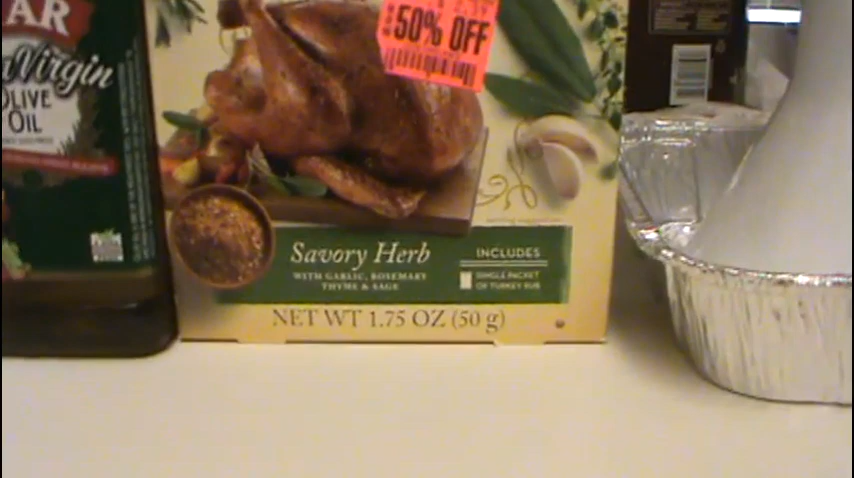 AR
Virgin
OLIVE
OIL
50% OFF
Savory Herb
WITH GARLIC, ROSEMARY
THYME & SAGE
INCLUDES
SINGLE PACKET
OF TURKEY RUB
NET WT 1.75 OZ (50 g)